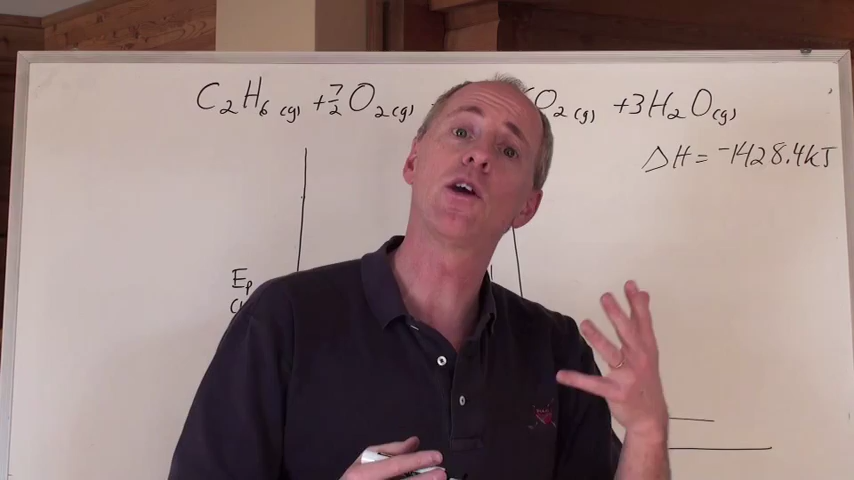 C₂H₆(g) + 7/2 O₂(g) O₂(g) + 3H₂O(g)
ΔH = -1428.4kJ
Ep